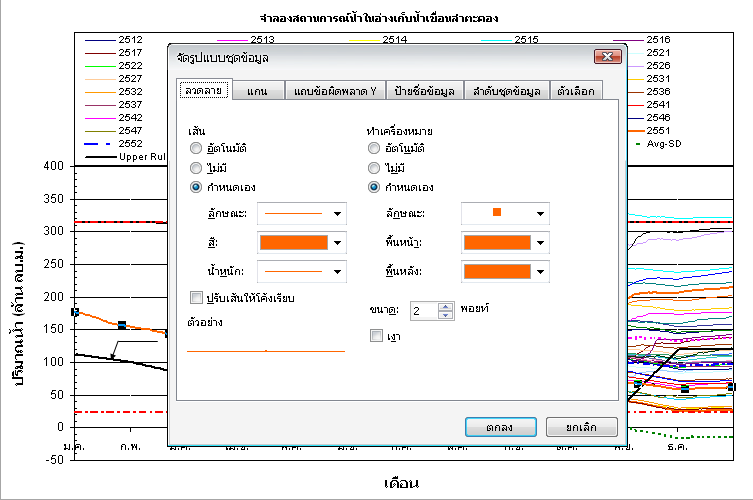 จำลองสถานการณ์น้ำในอ่างเก็บน้ำเขื่อนลำตะคอง
2512 2513 2514 2515 2516
2517 2521
2522 2526
2527 2531
2532 2536
2537 2541
2542 2546
2547 2551
2552 Avg-SD
Upper Rul
จัดรูปแบบชุดข้อมูล
ลวดลาย แกน แถบข้อผิดพลาด Y ป้ายชื่อข้อมูล ลำดับชุดข้อมูล ตัวเลือก
เส้น
อัตโนมัติ
ไม่มี
กำหนดเอง
ลักษณะ:
สี:
น้ำหนัก:
ปรับเส้นให้โค้งเรียบ
ตัวอย่าง
ทำเครื่องหมาย
อัตโนมัติ
ไม่มี
กำหนดเอง
ลักษณะ:
พื้นหน้า:
พื้นหลัง:
ขนาด: 2 พอยท์
เงา
ตกลง ยกเลิก
ปริมาณน้ำ (ล้าน ลบ.ม.)
400
350
300
250
200
150
100
50
0
-50
ม.ค. ก.พ. ธ.ค.
เดือน